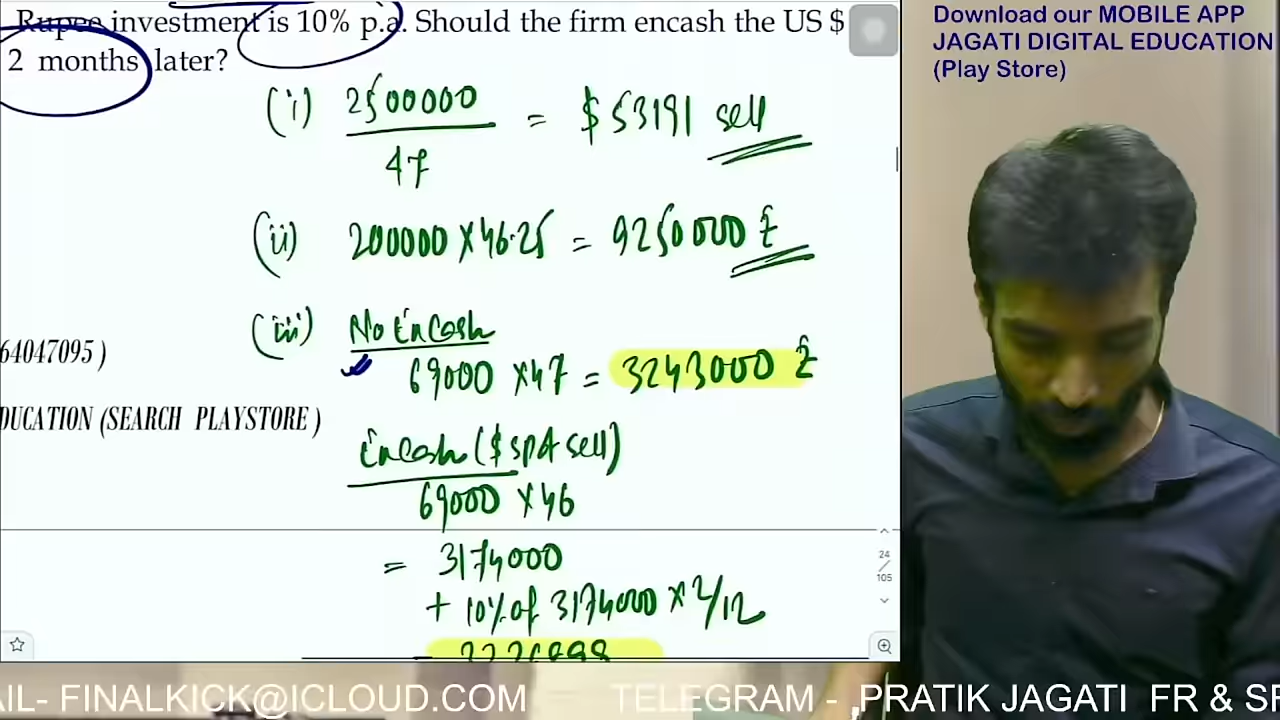 Rupee investment is 10% p.a. Should the firm encash the US $
2 months later?
(i) 2500000
47
= $ 53191 sell
(ii) 200000 × 46.25 = 9250000 ₹
(iii) No Encash
69000 × 47 = 3243000 ₹
64047095 )
DUCATION (SEARCH PLAYSTORE )
Encash ($ spot sell)
69000 × 46
= 3174000
+ 10% of 3174000 × 2/12
24
/
105
Download our MOBILE APP
JAGATI DIGITAL EDUCATION
(Play Store)
AIL- FINALKICK@ICLOUD.COM TELEGRAM - ,PRATIK JAGATI FR & SF